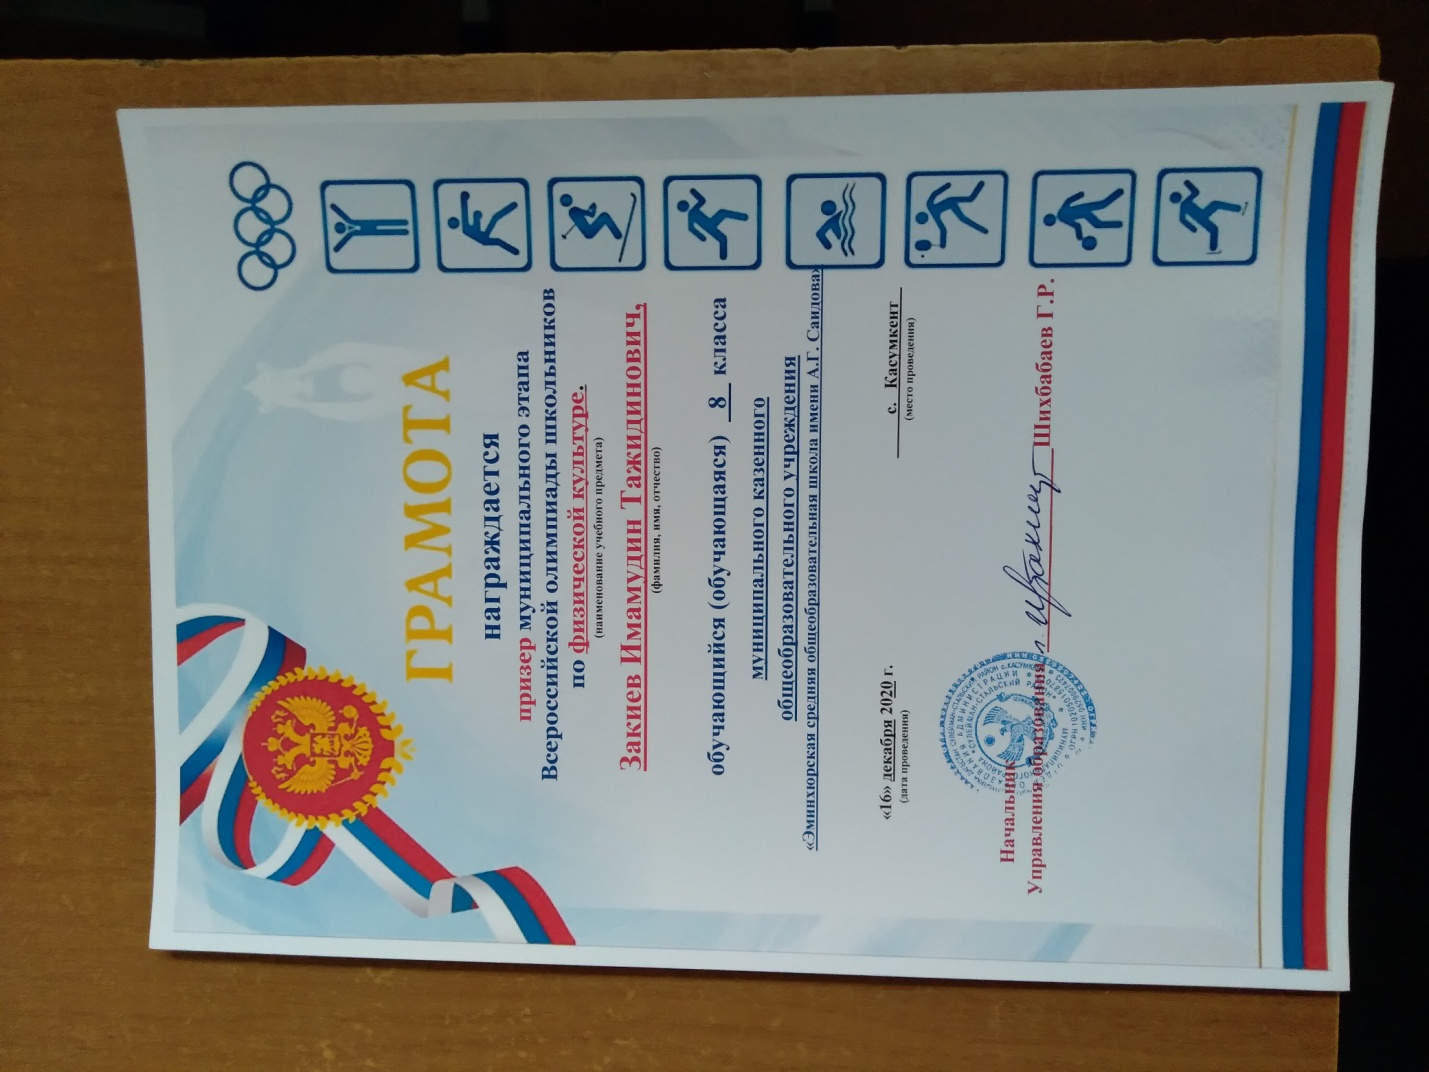 ГРАМОТА
награждается
призер муниципального этапа
Всероссийской олимпиады школьников
по физической культуре.
(наименование учебного предмета)
Закиев Имамудин Тажидинович,
(фамилия, имя, отчество)
обучающийся (обучающаяся) 8 класса
муниципального казенного
общеобразовательного учреждения
«Эминхюрская средняя общеобразовательная школа имени А.Г. Саидова»
«16» декабря 2020 г. с. Касумкент
(дата проведения) (место проведения)
Начальник
Управления образования Шихбабаев Г.Р.